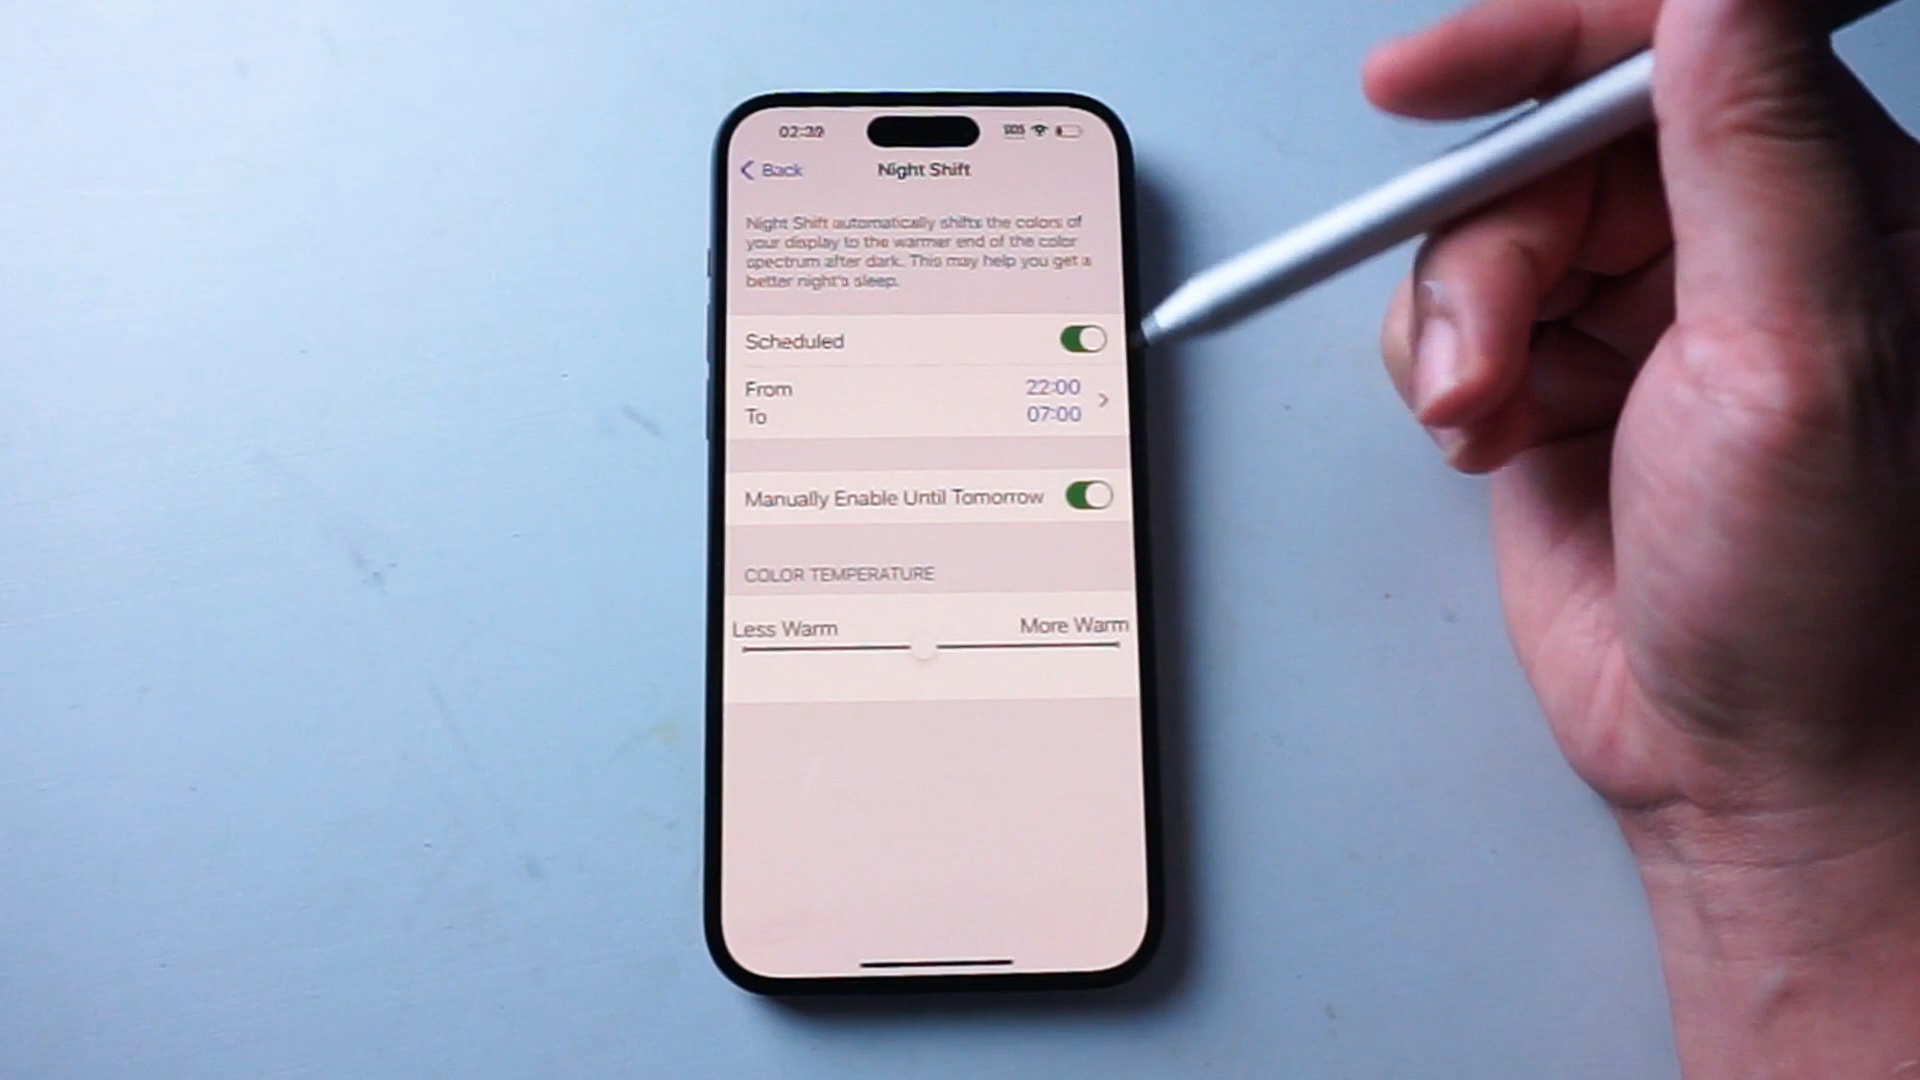 SOS
Back
Night Shift
Night Shift automatically shifts the colors of
your display to the warmer end of the color
spectrum after dark. This may help you get a
better night's sleep.
Scheduled
From 22:00
To 07:00
Manually Enable Until Tomorrow
COLOR TEMPERATURE
Less Warm More Warm